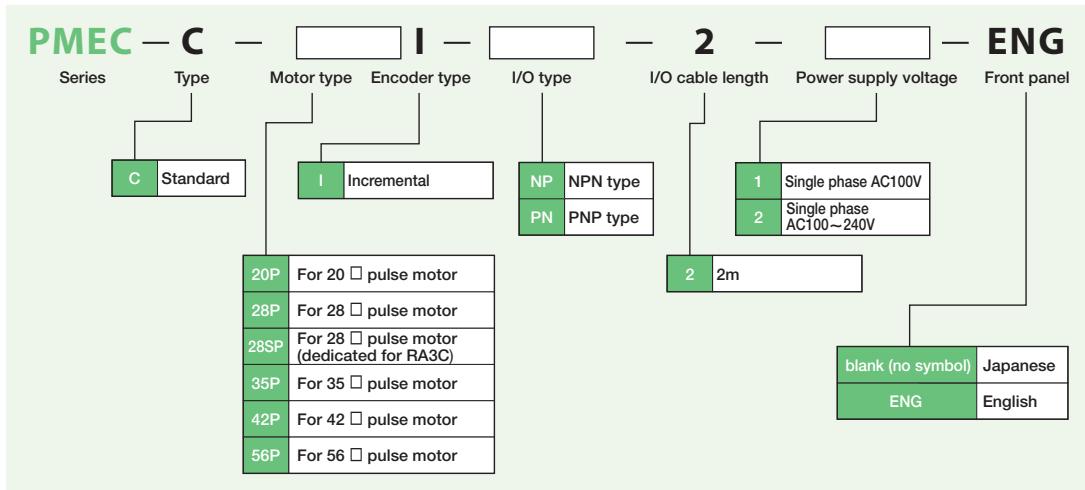 PMEC — C — I — — 2 — — ENG
Series Type Motor type Encoder type I/O type I/O cable length Power supply voltage Front panel
C Standard
I Incremental
NP NPN type
PN PNP type
1 Single phase AC100V
2 Single phase
AC100～240V
20P For 20 □ pulse motor
28P For 28 □ pulse motor
28SP For 28 □ pulse motor
(dedicated for RA3C)
35P For 35 □ pulse motor
42P For 42 □ pulse motor
56P For 56 □ pulse motor
2 2m
blank (no symbol) Japanese
ENG English